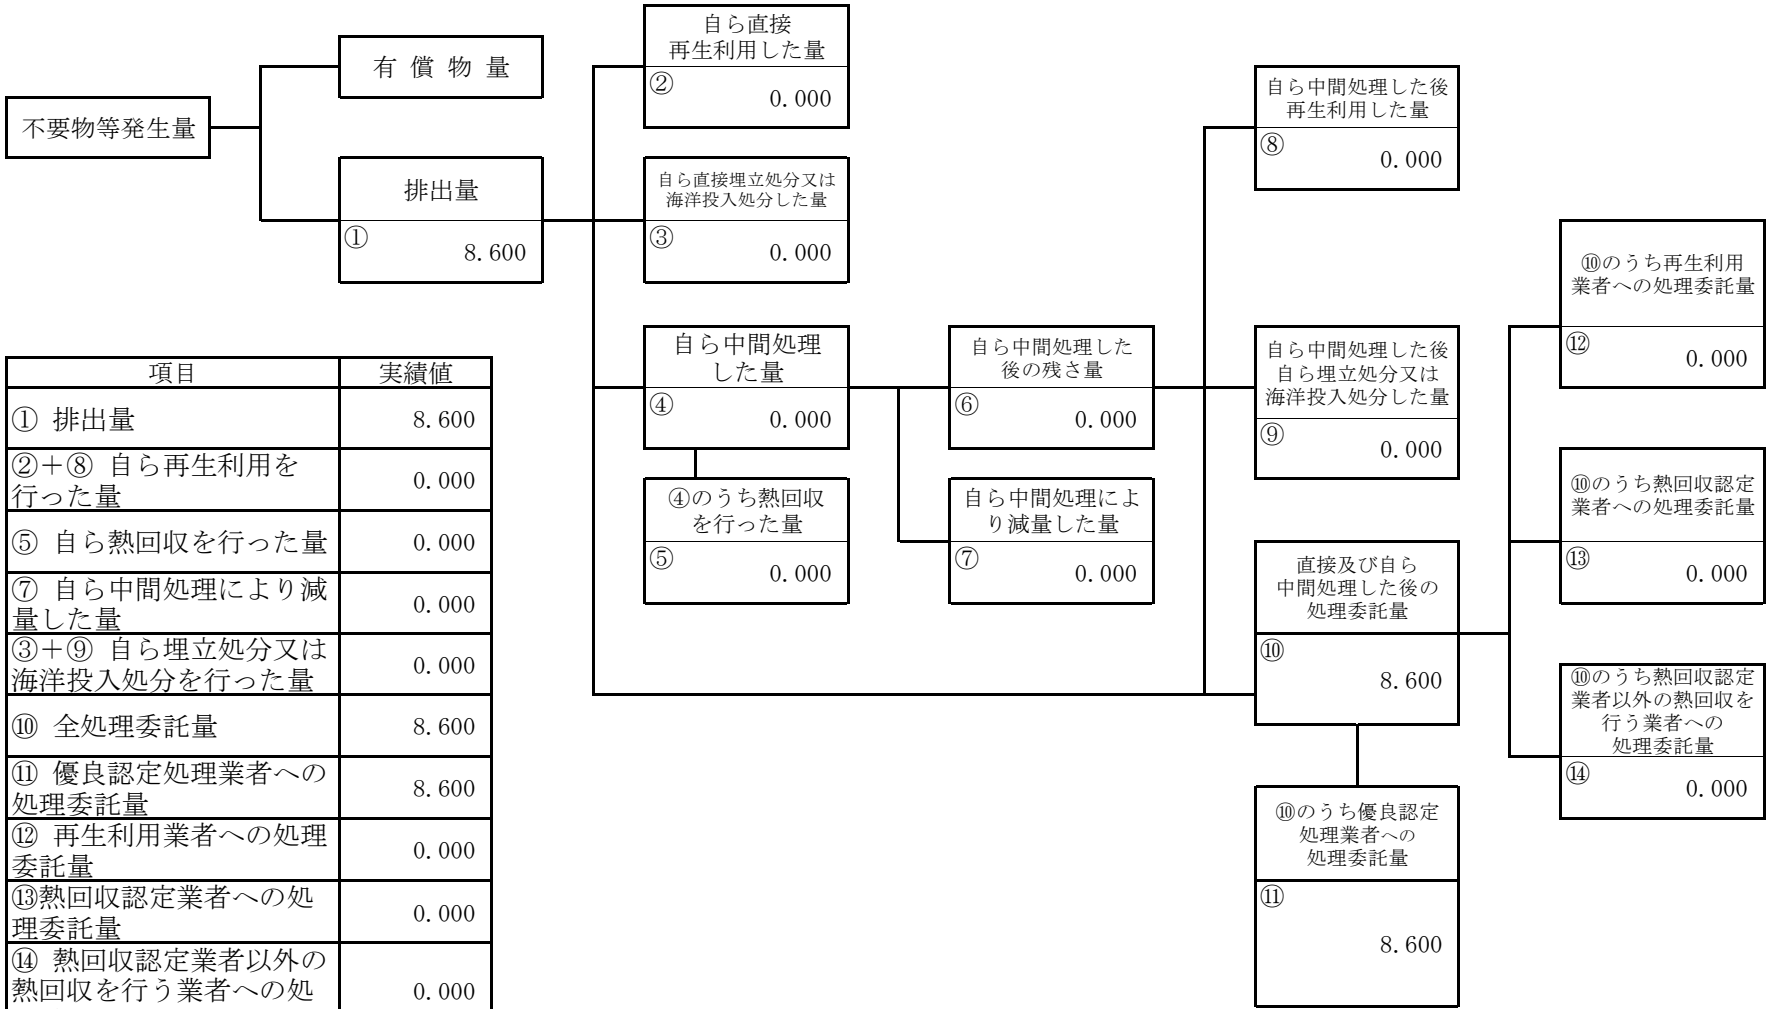 不要物等発生量
有 償 物 量
排出量
①
8.600
自ら直接
再生利用した量
②
0.000
自ら直接埋立処分又は
海洋投入処分した量
③
0.000
自ら中間処理
した量
④
0.000
④のうち熱回収
を行った量
⑤
0.000
自ら中間処理した
後の残さ量
⑥
0.000
自ら中間処理によ
り減量した量
⑦
0.000
自ら中間処理した後
再生利用した量
⑧
0.000
自ら中間処理した後
自ら埋立処分又は
海洋投入処分した量
⑨
0.000
直接及び自ら
中間処理した後の
処理委託量
⑩
8.600
⑩のうち優良認定
処理業者への
処理委託量
⑪
8.600
⑩のうち再生利用
業者への処理委託量
⑫
0.000
⑩のうち熱回収認定
業者への処理委託量
⑬
0.000
⑩のうち熱回収認定
業者以外の熱回収を
行う業者への
処理委託量
⑭
0.000
項目 実績値
① 排出量 8.600
②＋⑧ 自ら再生利用を
行った量 0.000
⑤ 自ら熱回収を行った量 0.000
⑦ 自ら中間処理により減
量した量 0.000
③＋⑨ 自ら埋立処分又は
海洋投入処分を行った量 0.000
⑩ 全処理委託量 8.600
⑪ 優良認定処理業者への
処理委託量 8.600
⑫ 再生利用業者への処理
委託量 0.000
⑬熱回収認定業者への処
理委託量 0.000
⑭ 熱回収認定業者以外の
熱回収を行う業者への処 0.000